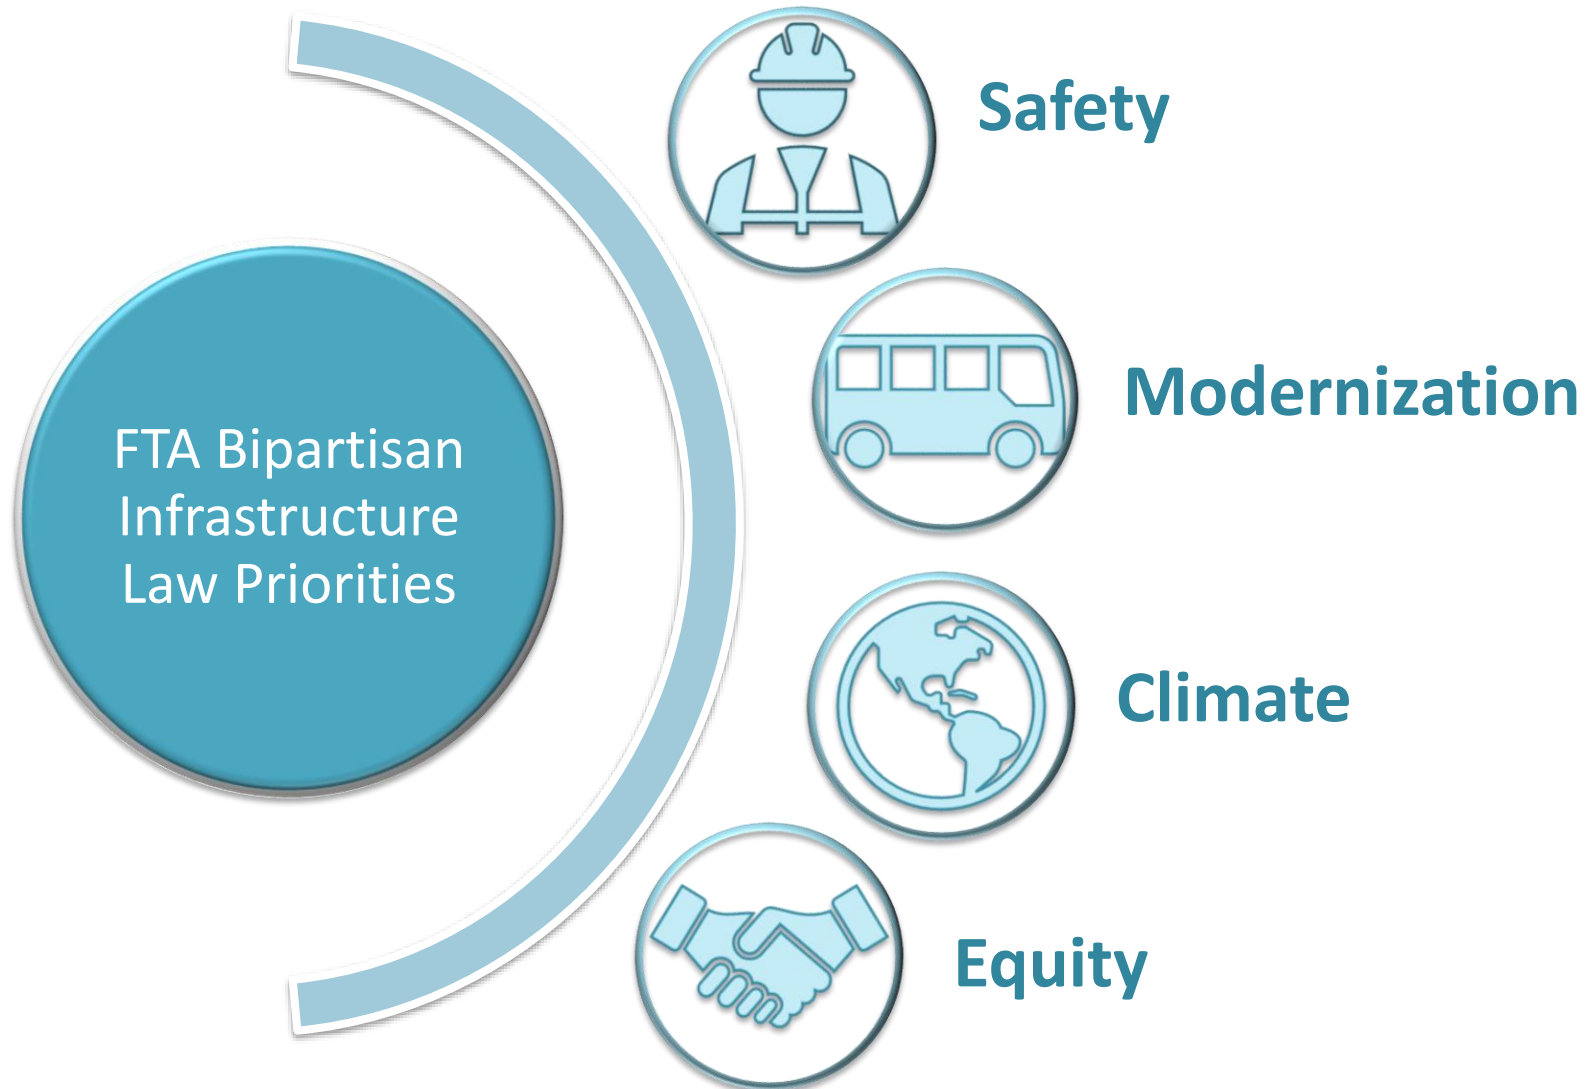 FTA Bipartisan
Infrastructure
Law Priorities
Safety
Modernization
Climate
Equity